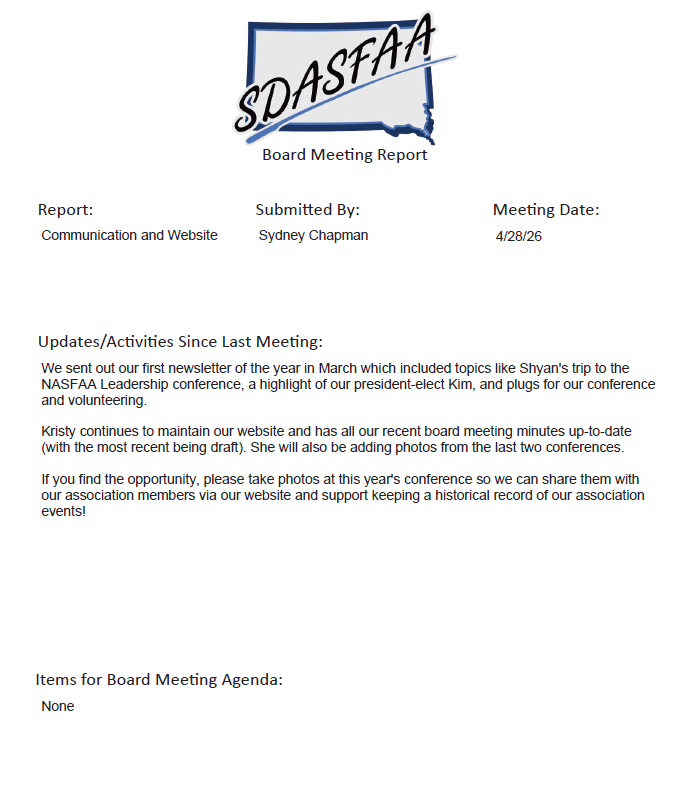 SDASFAA
Board Meeting Report
Report: Submitted By: Meeting Date:
Communication and Website Sydney Chapman 4/28/26
Updates/Activities Since Last Meeting:
We sent out our first newsletter of the year in March which included topics like Shyan's trip to the
NASFAA Leadership conference, a highlight of our president-elect Kim, and plugs for our conference
and volunteering.
Kristy continues to maintain our website and has all our recent board meeting minutes up-to-date
(with the most recent being draft). She will also be adding photos from the last two conferences.
If you find the opportunity, please take photos at this year's conference so we can share them with
our association members via our website and support keeping a historical record of our association
events!
Items for Board Meeting Agenda:
None